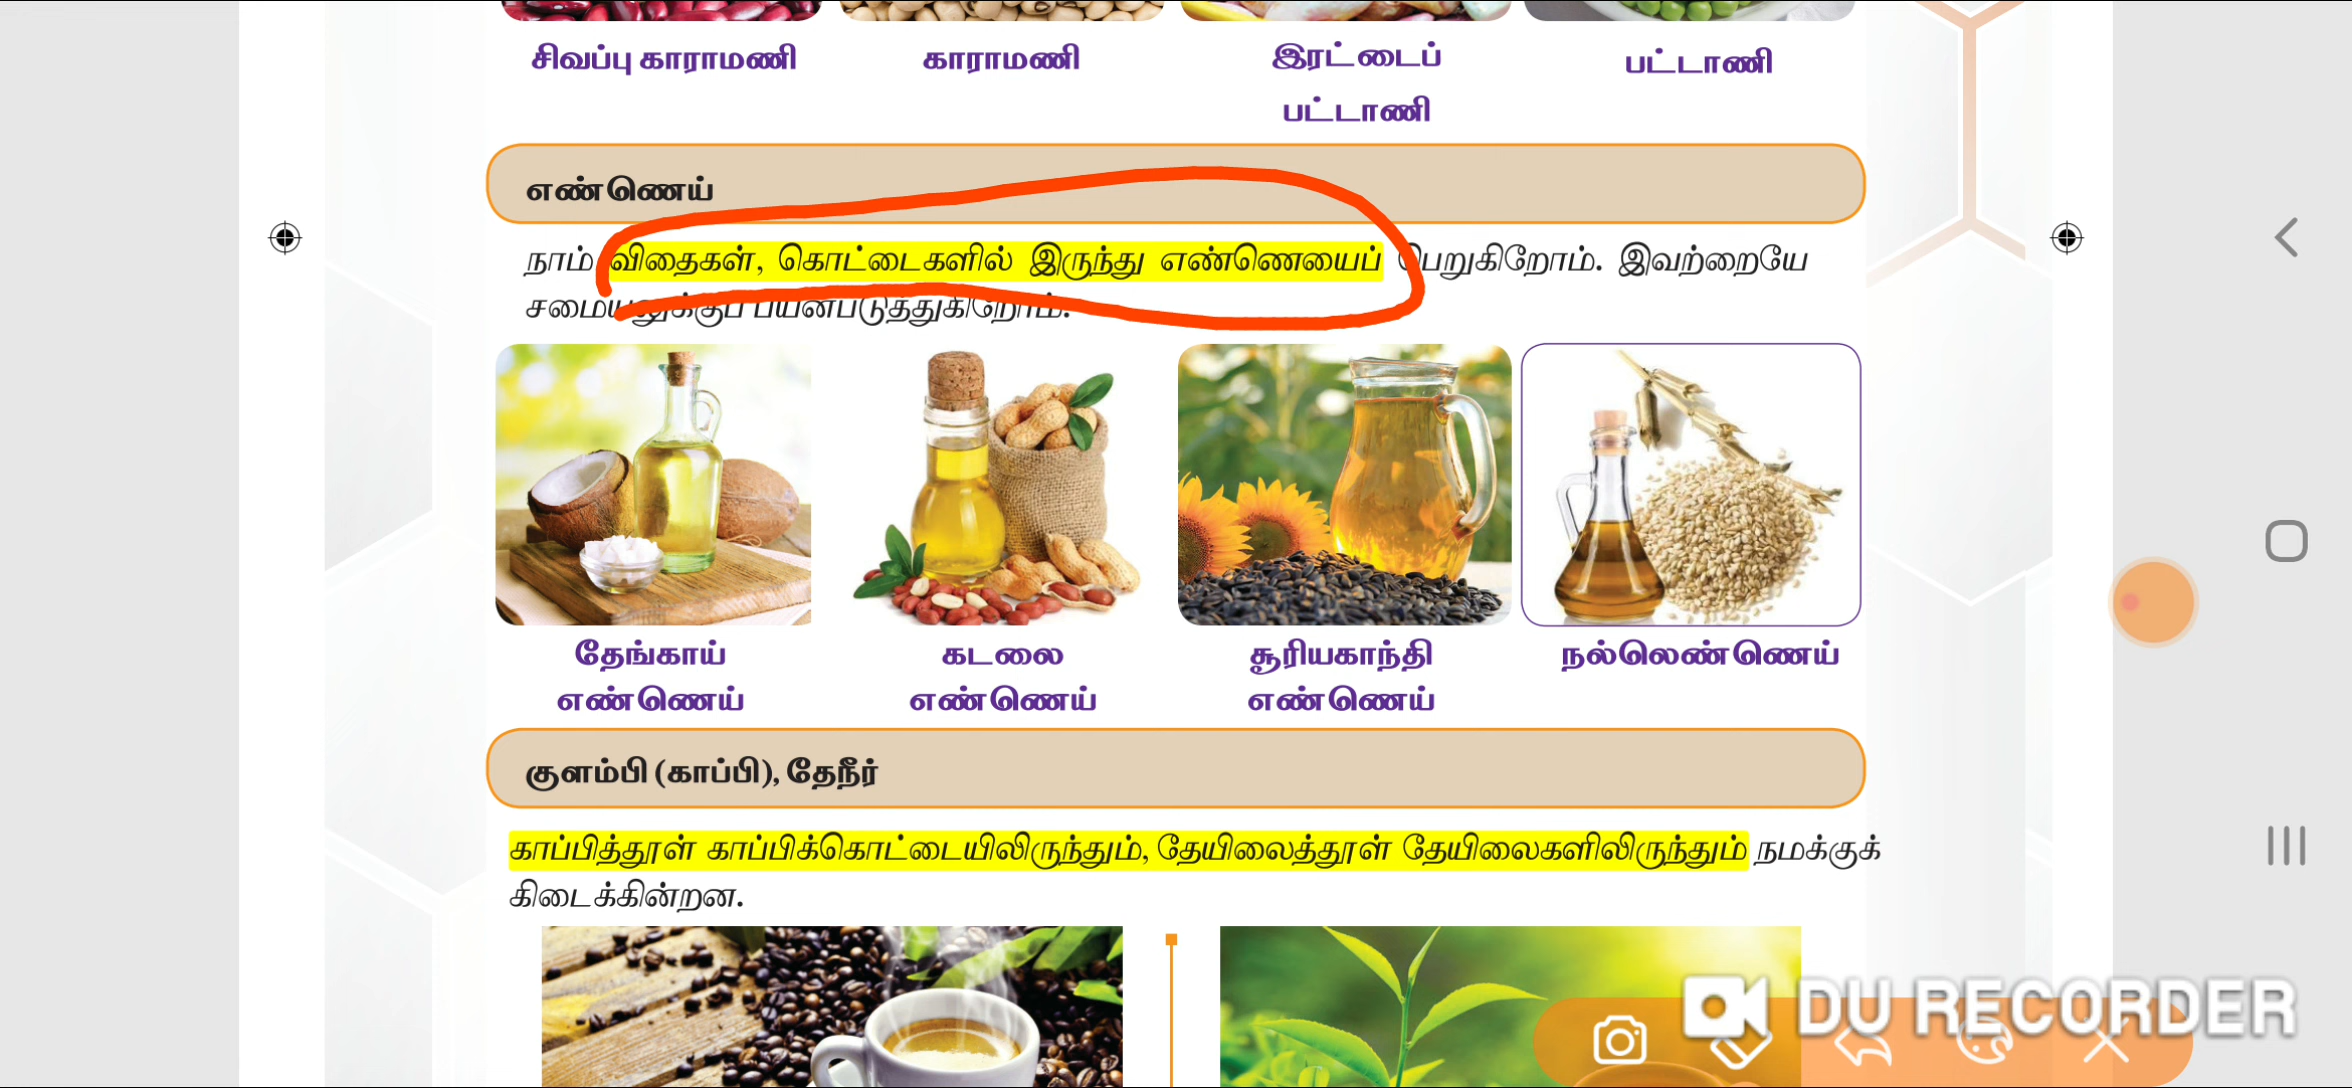 சிவப்பு காராமணி காராமணி இரட்டைப் பட்டாணி பட்டாணி
எண்ணெய்
நாம் விதைகள், கொட்டைகளில் இருந்து எண்ணெயைப் பெறுகிறோம். இவற்றையே
சமையலுக்குப் பயன்படுத்துகிறோம்.
தேங்காய்
எண்ணெய்
கடலை
எண்ணெய்
சூரியகாந்தி
எண்ணெய்
நல்லெண்ணெய்
குளம்பி (காப்பி), தேநீர்
காப்பித்தூள் காப்பிக்கொட்டையிலிருந்தும், தேயிலைத்தூள் தேயிலைகளிலிருந்தும் நமக்குக்
கிடைக்கின்றன.
DU RECORDER